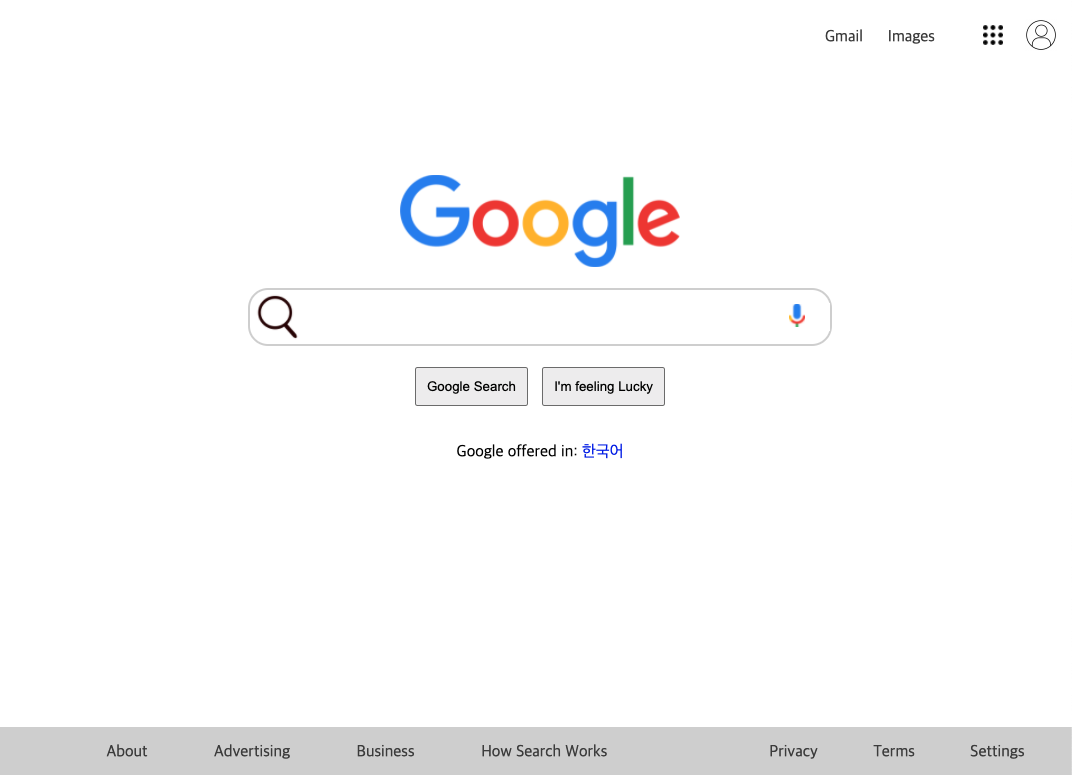 Gmail Images
Google
Google Search I'm feeling Lucky
Google offered in: 한국어
About Advertising Business How Search Works Privacy Terms Settings